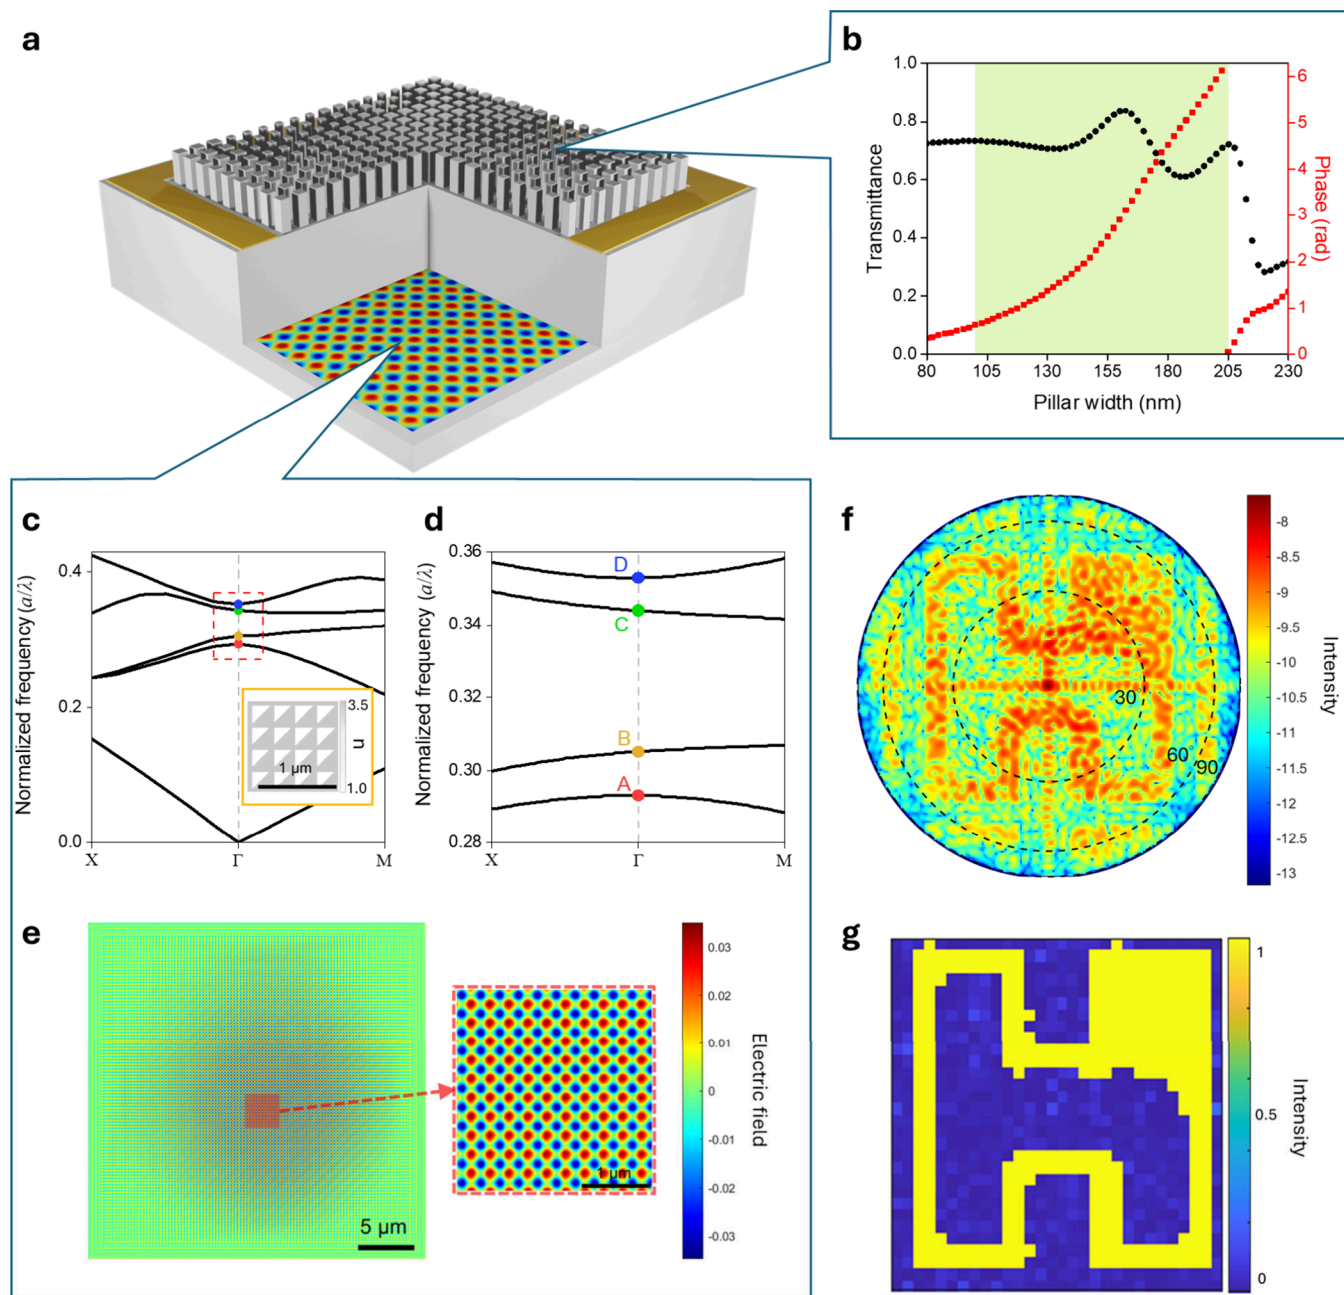 a
b
1.0
0.8
0.6
0.4
0.2
0.0
Transmittance
6
5
4
3
2
1
0
Phase (rad)
80 105 130 155 180 205 230
Pillar width (nm)
c
Normalized frequency (a/λ)
0.4
0.2
0.0
X Γ M
3.5
n
1.0
1 μm
d
Normalized frequency (a/λ)
0.36
0.34
0.32
0.30
0.28
D
C
B
A
X Γ M
e
5 μm
1 μm
0.03
0.02
0.01
0
-0.01
-0.02
-0.03
Electric field
f
30
60
90
-8
-8.5
-9
-9.5
-10
-10.5
-11
-11.5
-12
-12.5
-13
Intensity
g
1
0.5
0
Intensity